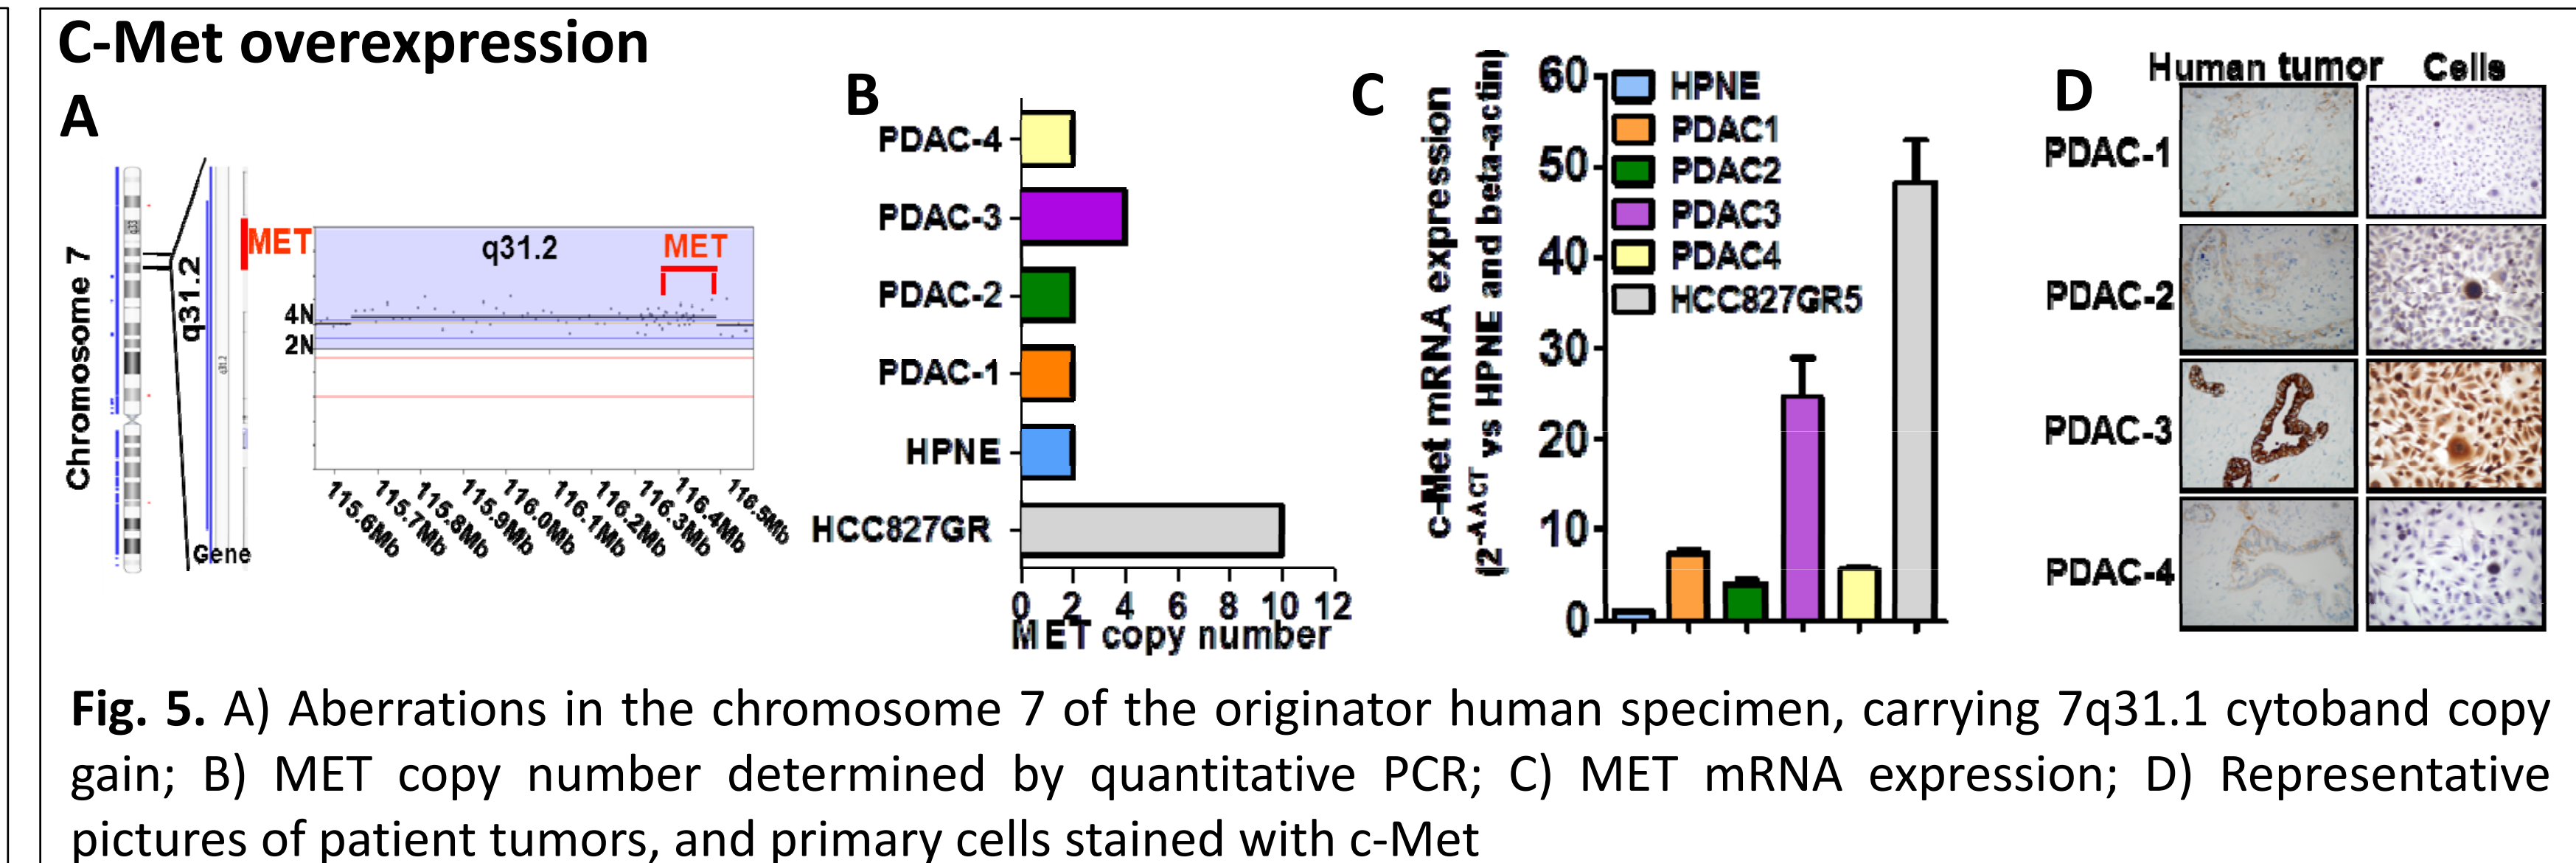 C-Met overexpression
A
Chromosome 7
q31.2
MET
Gene
q31.2
MET
4N
2N
115.6Mb
115.7Mb
115.8Mb
115.9Mb
116.0Mb
116.1Mb
116.2Mb
116.3Mb
116.4Mb
116.5Mb
B
PDAC-4
PDAC-3
PDAC-2
PDAC-1
HPNE
HCC827GR
0 2 4 6 8 10 12
MET copy number
C
c-Met mRNA expression
(2-ΔΔCT vs HPNE and beta-actin)
60
50
40
30
20
10
0
HPNE
PDAC1
PDAC2
PDAC3
PDAC4
HCC827GR5
D
Human tumor Cells
PDAC-1
PDAC-2
PDAC-3
PDAC-4
Fig. 5. A) Aberrations in the chromosome 7 of the originator human specimen, carrying 7q31.1 cytoband copy
gain; B) MET copy number determined by quantitative PCR; C) MET mRNA expression; D) Representative
pictures of patient tumors, and primary cells stained with c-Met